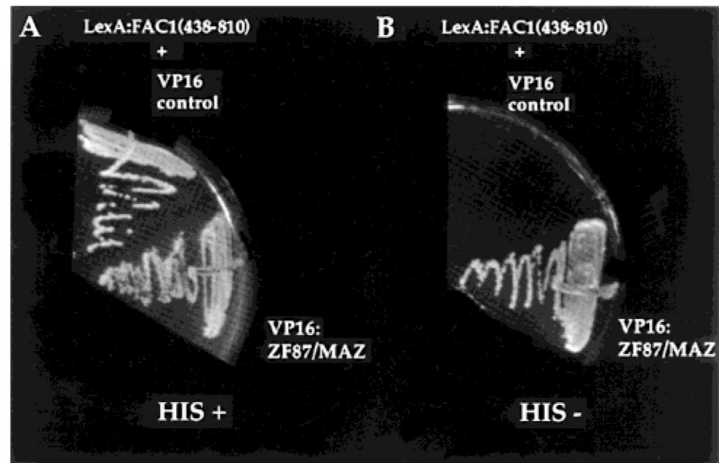 A
LexA:FAC1(438-810)
+
VP16
control
VP16:
ZF87/MAZ
HIS +
B
LexA:FAC1(438-810)
+
VP16
control
VP16:
ZF87/MAZ
HIS -